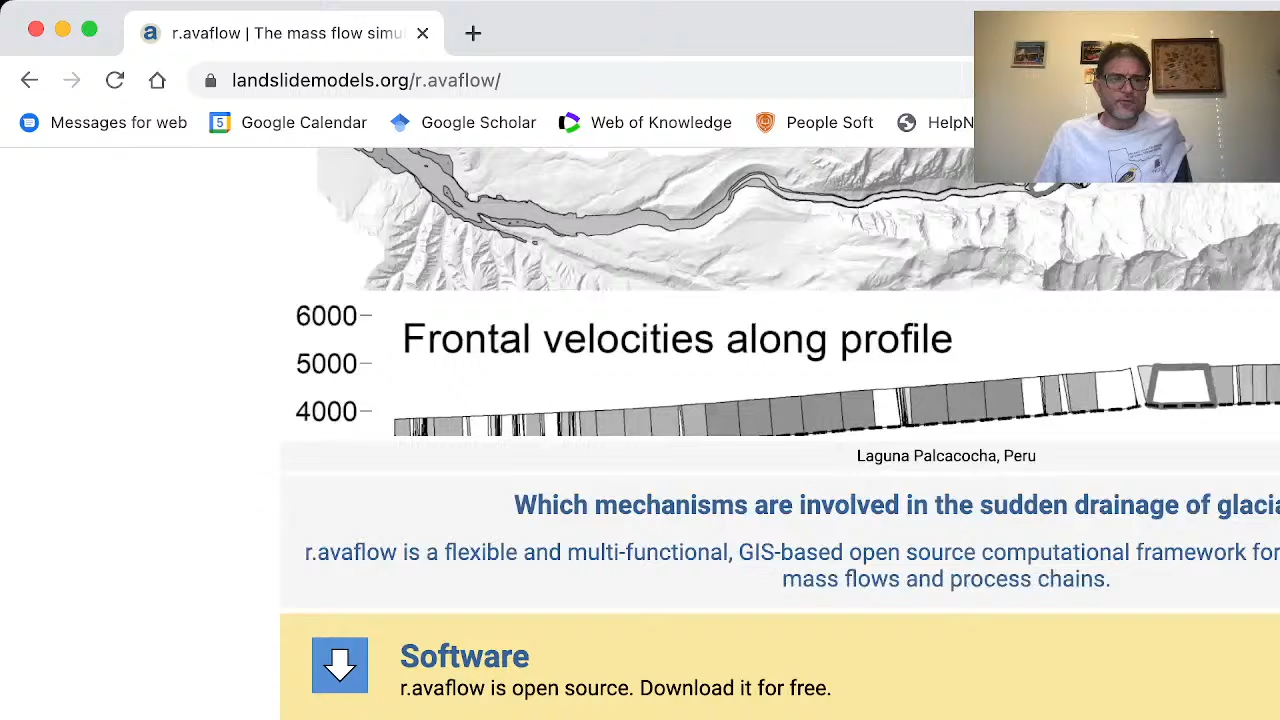 a r.avaflow | The mass flow simu
landslidemodels.org/r.avaflow/
Messages for web 5 Google Calendar Google Scholar Web of Knowledge People Soft HelpN
6000
Frontal velocities along profile
5000
4000
Laguna Palcacocha, Peru
Which mechanisms are involved in the sudden drainage of glacia
r.avaflow is a flexible and multi-functional, GIS-based open source computational framework for
mass flows and process chains.
Software
r.avaflow is open source. Download it for free.